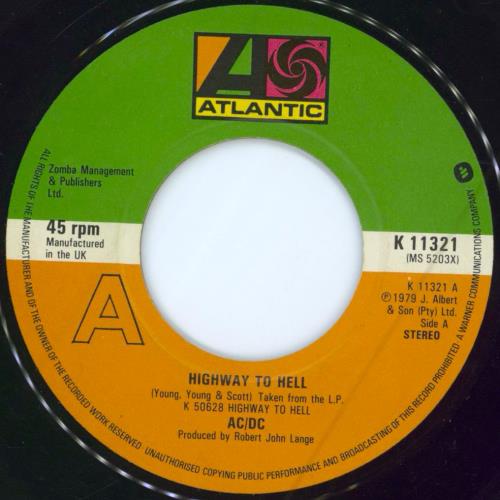 ATLANTIC
Zomba Management
& Publishers
Ltd.
45 rpm
Manufactured
in the UK
K 11321
(MS 5203X)
K 11321 A
Ⓟ1979 J. Albert
& Son (Pty) Ltd.
Side A
STEREO
A
HIGHWAY TO HELL
(Young, Young & Scott) Taken from the L.P.
K 50628 HIGHWAY TO HELL
AC/DC
Produced by Robert John Lange
ALL RIGHTS OF THE MANUFACTURER AND OF THE OWNER OF THE RECORDED WORK RESERVED UNAUTHORISED COPYING PUBLIC PERFORMANCE AND BROADCASTING OF THIS RECORD PROHIBITED A WARNER COMMUNICATIONS COMPANY